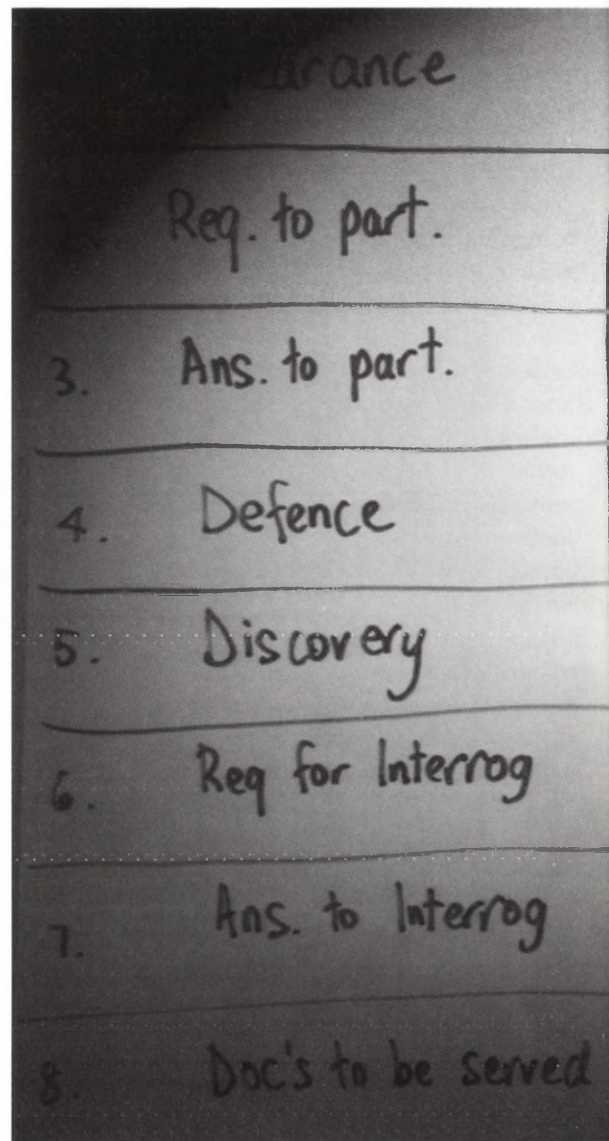 Req. to part.
3. Ans. to part.
4. Defence
5. Discovery
6. Req for Interrog
7. Ans. to Interrog
8. Doc's to be served